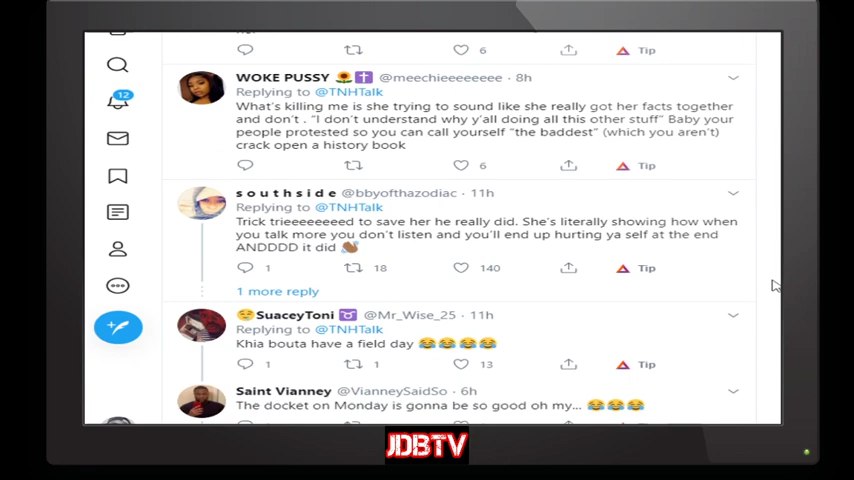 6
Tip
WOKE PUSSY 🌻✝️ @meechieeeeeeee · 8h
Replying to @TNHTalk
What's killing me is she trying to sound like she really got her facts together
and don't . "I don't understand why y'all doing all this other stuff" Baby your
people protested so you can call yourself "the baddest" (which you aren't)
crack open a history book
6
Tip
12
s o u t h s i d e @bbyofthazodiac · 11h
Replying to @TNHTalk
Trick trieeeeeeeed to save her he really did. She's literally showing how when
you talk more you don't listen and you'll end up hurting ya self at the end
ANDDDD it did 👋🏾
1 18 140 Tip
1 more reply
😌SuaceyToni ♉ @Mr_Wise_25 · 11h
Replying to @TNHTalk
Khia bouta have a field day 😂😂😂😂
1 1 13 Tip
Saint Vianney @VianneySaidSo · 6h
The docket on Monday is gonna be so good oh my... 😂😂😂
JDBTV